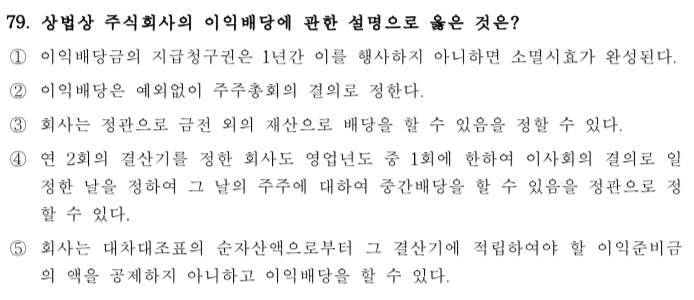 79. 상법상 주식회사의 이익배당에 관한 설명으로 옳은 것은?
① 이익배당금의 지급청구권은 1년간 이를 행사하지 아니하면 소멸시효가 완성된다.
② 이익배당은 예외없이 주주총회의 결의로 정한다.
③ 회사는 정관으로 금전 외의 재산으로 배당을 할 수 있음을 정할 수 있다.
④ 연 2회의 결산기를 정한 회사도 영업년도 중 1회에 한하여 이사회의 결의로 일
정한 날을 정하여 그 날의 주주에 대하여 중간배당을 할 수 있음을 정관으로 정
할 수 있다.
⑤ 회사는 대차대조표의 순자산액으로부터 그 결산기에 적립하여야 할 이익준비금
의 액을 공제하지 아니하고 이익배당을 할 수 있다.